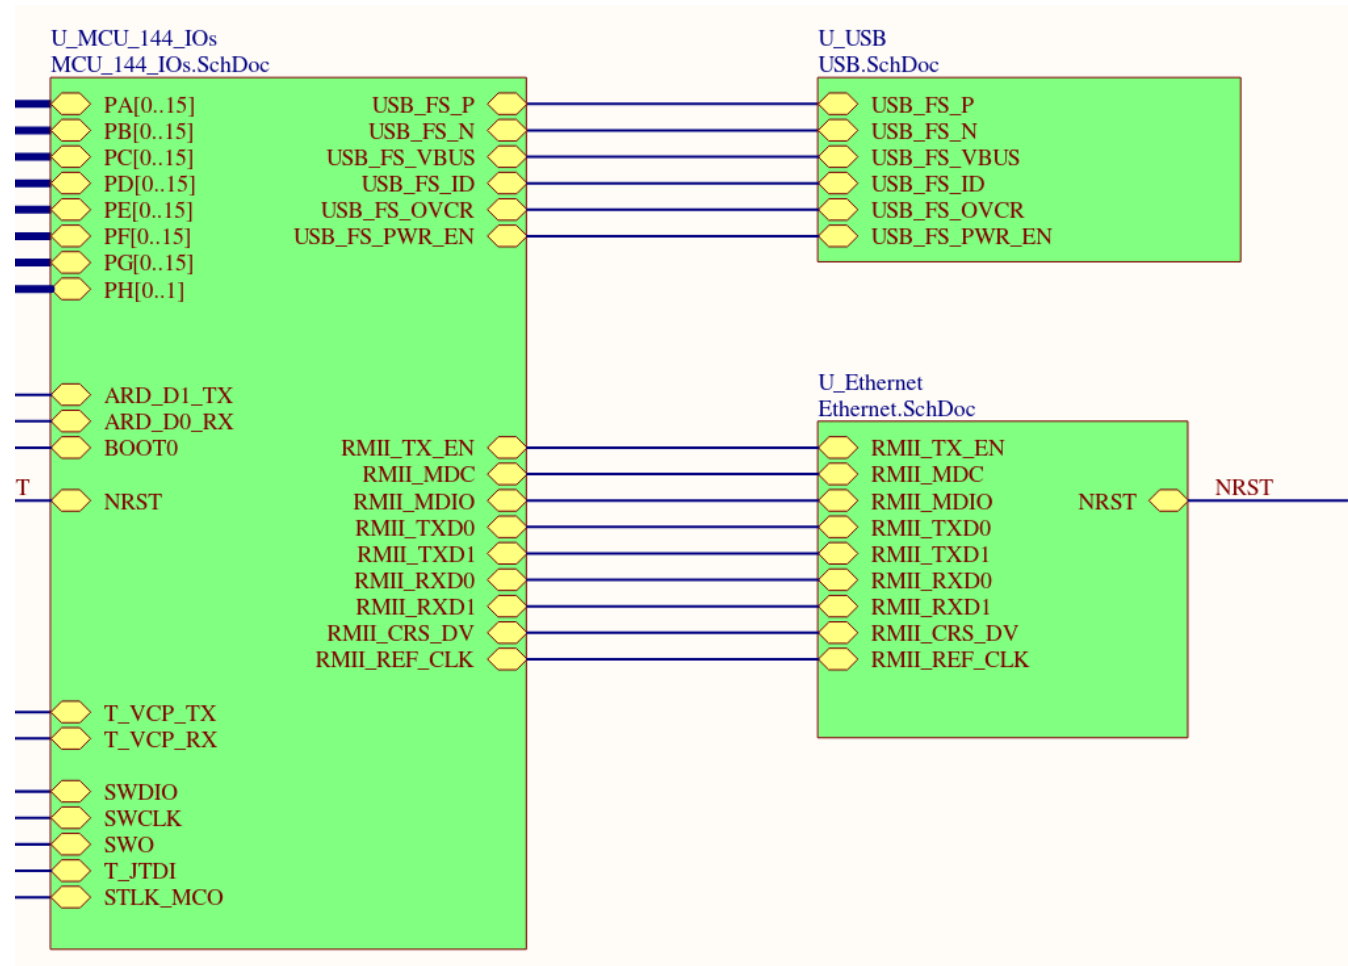 U_MCU_144_IOs
MCU_144_IOs.SchDoc
PA[0..15]
PB[0..15]
PC[0..15]
PD[0..15]
PE[0..15]
PF[0..15]
PG[0..15]
PH[0..1]
ARD_D1_TX
ARD_D0_RX
BOOT0
T
NRST
T_VCP_TX
T_VCP_RX
SWDIO
SWCLK
SWO
T_JTDI
STLK_MCO
USB_FS_P
USB_FS_N
USB_FS_VBUS
USB_FS_ID
USB_FS_OVCR
USB_FS_PWR_EN
RMII_TX_EN
RMII_MDC
RMII_MDIO
RMII_TXD0
RMII_TXD1
RMII_RXD0
RMII_RXD1
RMII_CRS_DV
RMII_REF_CLK
U_USB
USB.SchDoc
USB_FS_P
USB_FS_N
USB_FS_VBUS
USB_FS_ID
USB_FS_OVCR
USB_FS_PWR_EN
U_Ethernet
Ethernet.SchDoc
RMII_TX_EN
RMII_MDC
RMII_MDIO
RMII_TXD0
RMII_TXD1
RMII_RXD0
RMII_RXD1
RMII_CRS_DV
RMII_REF_CLK
NRST
NRST